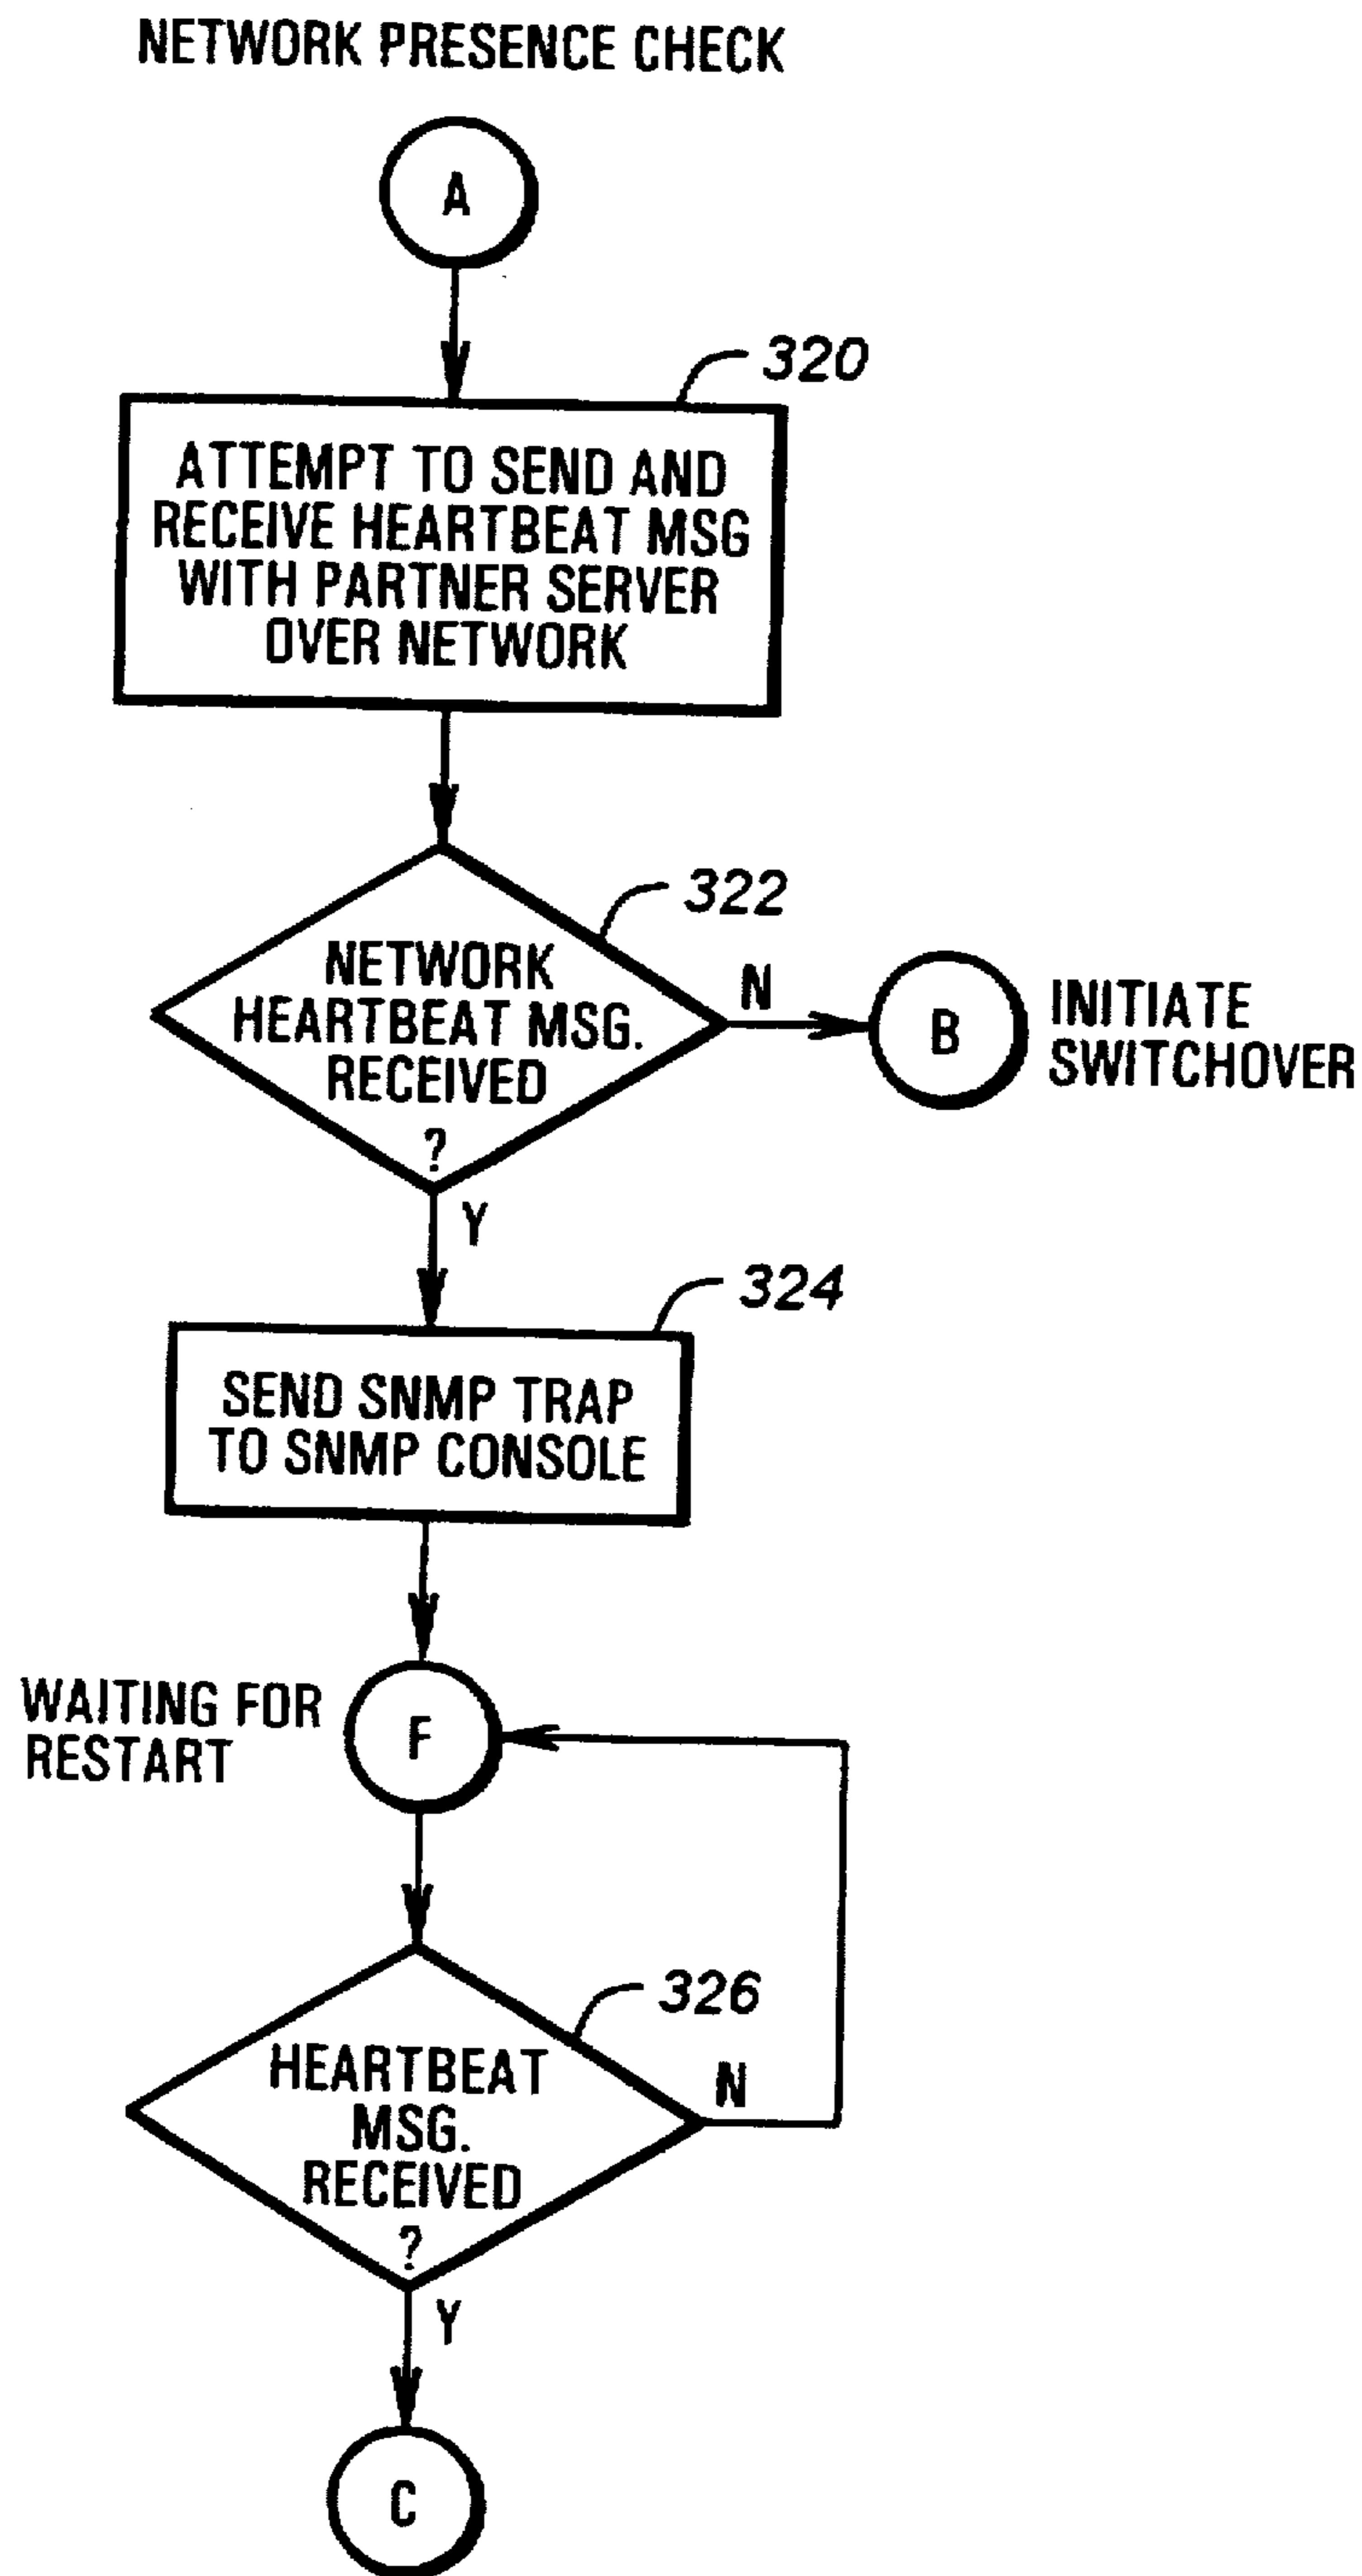 NETWORK PRESENCE CHECK
A
320
ATTEMPT TO SEND AND
RECEIVE HEARTBEAT MSG
WITH PARTNER SERVER
OVER NETWORK
322
NETWORK
HEARTBEAT MSG.
RECEIVED
?
N
B
INITIATE
SWITCHOVER
Y
324
SEND SNMP TRAP
TO SNMP CONSOLE
WAITING FOR
RESTART
F
326
HEARTBEAT
MSG.
RECEIVED
?
N
Y
C